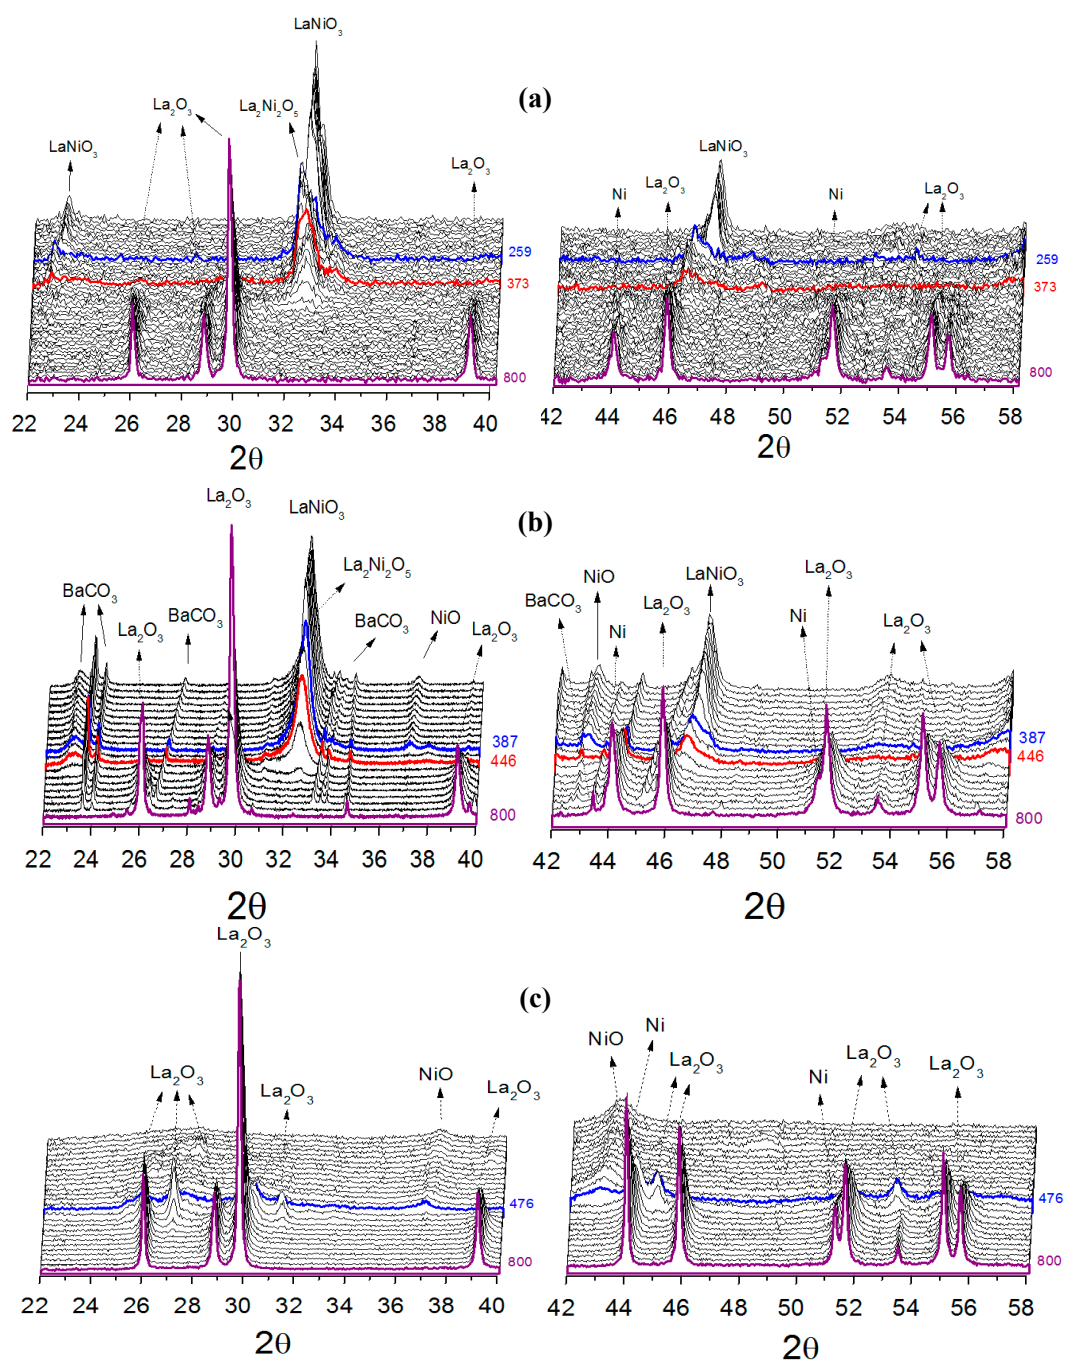 (a)
LaNiO₃
La₂O₃
La₂Ni₂O₅
LaNiO₃
La₂O₃
259
373
800
22 24 26 28 30 32 34 36 38 40
2θ
LaNiO₃
Ni
La₂O₃
Ni
La₂O₃
259
373
800
42 44 46 48 50 52 54 56 58
2θ
(b)
La₂O₃
LaNiO₃
La₂Ni₂O₅
BaCO₃
La₂O₃
BaCO₃
BaCO₃
NiO
La₂O₃
387
446
800
22 24 26 28 30 32 34 36 38 40
2θ
La₂O₃
NiO
LaNiO₃
BaCO₃
Ni
La₂O₃
Ni
La₂O₃
387
446
800
42 44 46 48 50 52 54 56 58
2θ
(c)
La₂O₃
La₂O₃
La₂O₃
NiO
La₂O₃
476
800
22 24 26 28 30 32 34 36 38 40
2θ
NiO
Ni
La₂O₃
Ni
La₂O₃
La₂O₃
476
800
42 44 46 48 50 52 54 56 58
2θ